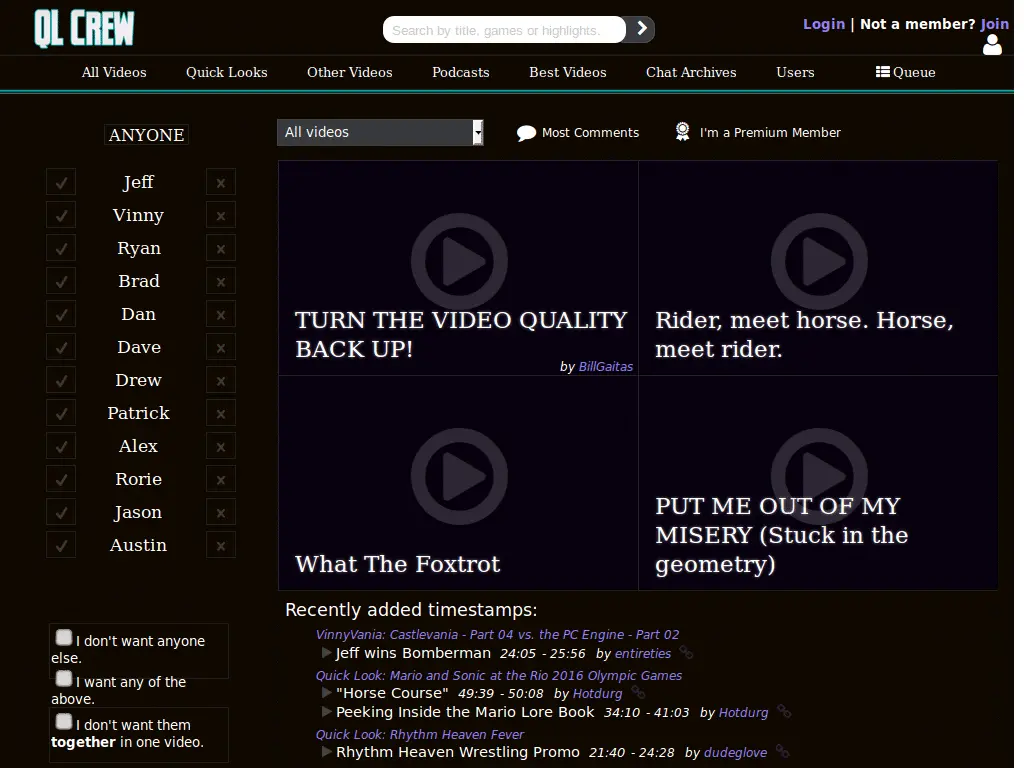 QL CREW
Search by title, games or highlights.
Login | Not a member? Join
All Videos Quick Looks Other Videos Podcasts Best Videos Chat Archives Users Queue
ANYONE
All videos
Most Comments
I'm a Premium Member
Jeff
Vinny
Ryan
Brad
Dan
Dave
Drew
Patrick
Alex
Rorie
Jason
Austin
I don't want anyone
else.
I want any of the
above.
I don't want them
together in one video.
TURN THE VIDEO QUALITY
BACK UP!
by BillGaitas
Rider, meet horse. Horse,
meet rider.
What The Foxtrot
PUT ME OUT OF MY
MISERY (Stuck in the
geometry)
Recently added timestamps:
VinnyVania: Castlevania - Part 04 vs. the PC Engine - Part 02
Jeff wins Bomberman 24:05 - 25:56 by entireties
Quick Look: Mario and Sonic at the Rio 2016 Olympic Games
"Horse Course" 49:39 - 50:08 by Hotdurg
Peeking Inside the Mario Lore Book 34:10 - 41:03 by Hotdurg
Quick Look: Rhythm Heaven Fever
Rhythm Heaven Wrestling Promo 21:40 - 24:28 by dudeglove